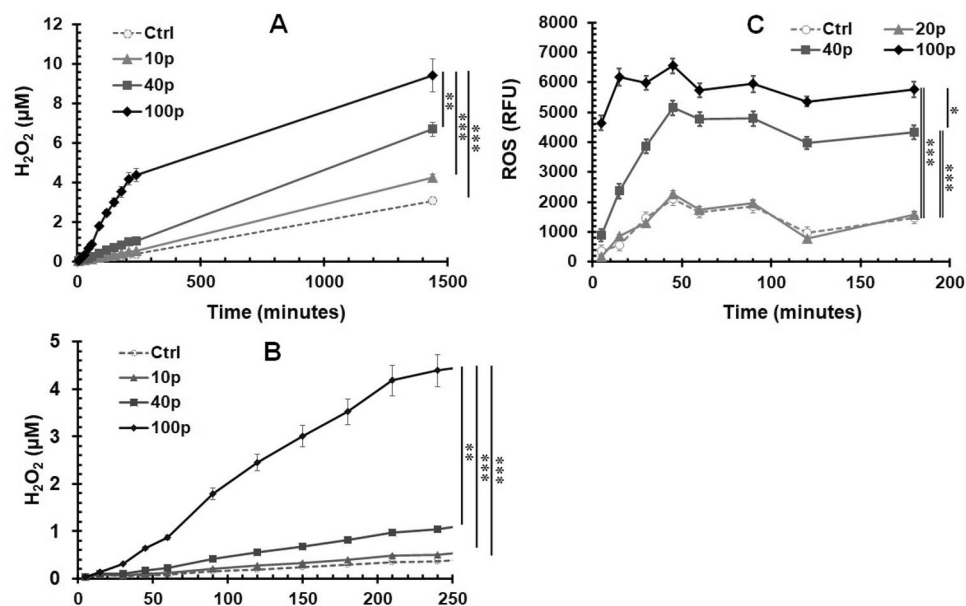 A
H₂O₂ (µM)
12
10
8
6
4
2
0
Ctrl
10p
40p
100p
**
***
***
0 500 1000 1500
Time (minutes)
C
ROS (RFU)
8000
7000
6000
5000
4000
3000
2000
1000
0
Ctrl 20p
40p 100p
*
***
***
0 50 100 150 200
Time (minutes)
B
H₂O₂ (µM)
5
4
3
2
1
0
Ctrl
10p
40p
100p
**
***
***
0 50 100 150 200 250